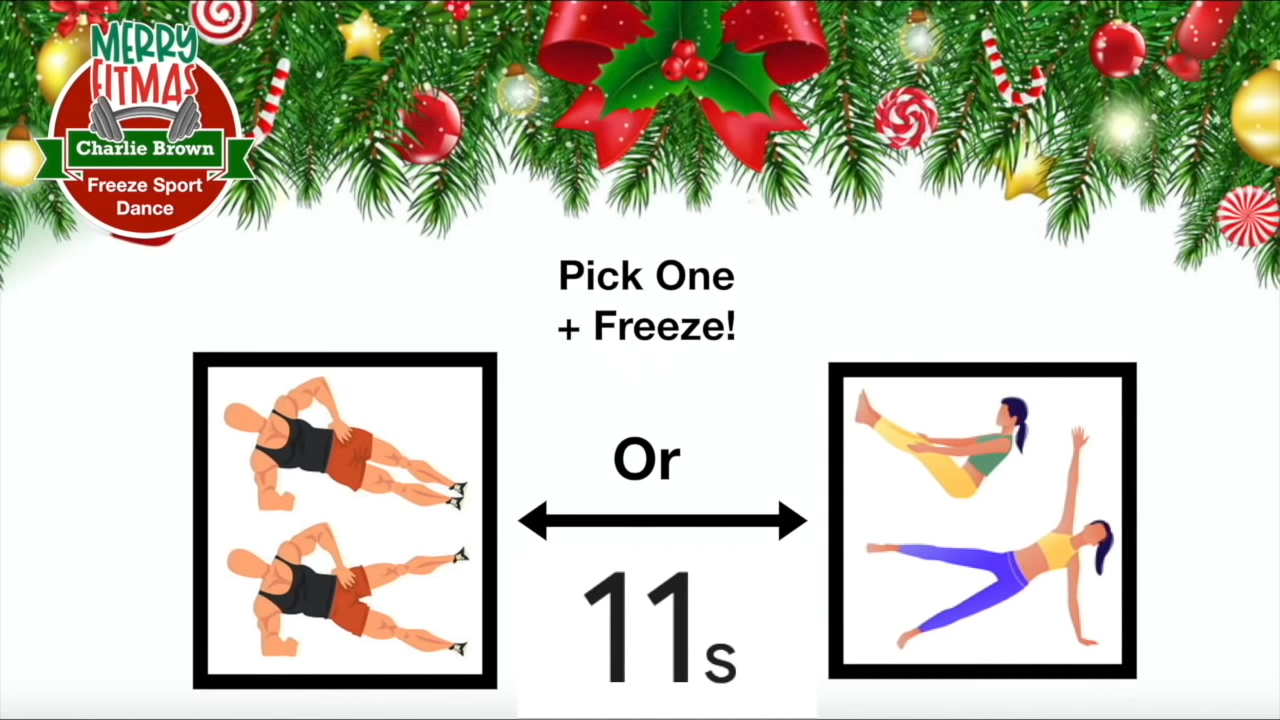 MERRY
FITMAS
Charlie Brown
Freeze Sport
Dance
Pick One
+ Freeze!
Or
11s